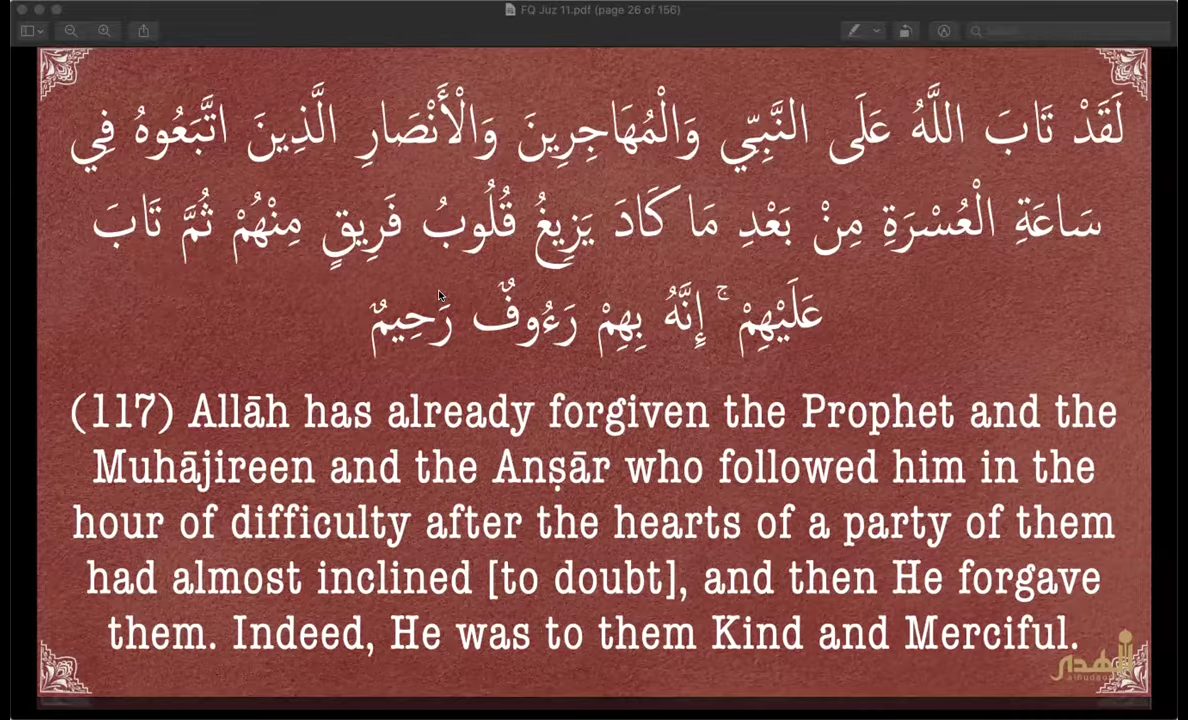 FQ Juz 11.pdf (page 26 of 156)
Search
لَقَدْ تَابَ اللَّهُ عَلَى النَّبِيِّ وَالْمُهَاجِرِينَ وَالْأَنْصَارِ الَّذِينَ اتَّبَعُوهُ فِي
سَاعَةِ الْعُسْرَةِ مِنْ بَعْدِ مَا كَادَ يَزِيغُ قُلُوبُ فَرِيقٍ مِنْهُمْ ثُمَّ تَابَ
عَلَيْهِمْ ۚ إِنَّهُ بِهِمْ رَءُوفٌ رَحِيمٌ
(117) Allāh has already forgiven the Prophet and the
Muhājireen and the Anṣār who followed him in the
hour of difficulty after the hearts of a party of them
had almost inclined [to doubt], and then He forgave
them. Indeed, He was to them Kind and Merciful.
الهدى